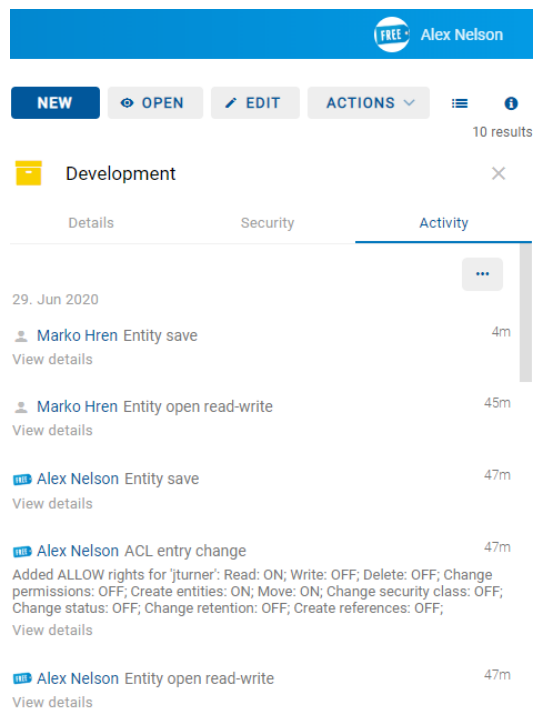 FREE Alex Nelson
NEW OPEN EDIT ACTIONS
10 results
Development
Details Security Activity
29. Jun 2020
Marko Hren Entity save 4m
View details
Marko Hren Entity open read-write 45m
View details
FREE Alex Nelson Entity save 47m
View details
FREE Alex Nelson ACL entry change 47m
Added ALLOW rights for 'jturner': Read: ON; Write: OFF; Delete: OFF; Change
permissions: OFF; Create entities: ON; Move: ON; Change security class: OFF;
Change status: OFF; Change retention: OFF; Create references: OFF;
View details
FREE Alex Nelson Entity open read-write 47m
View details